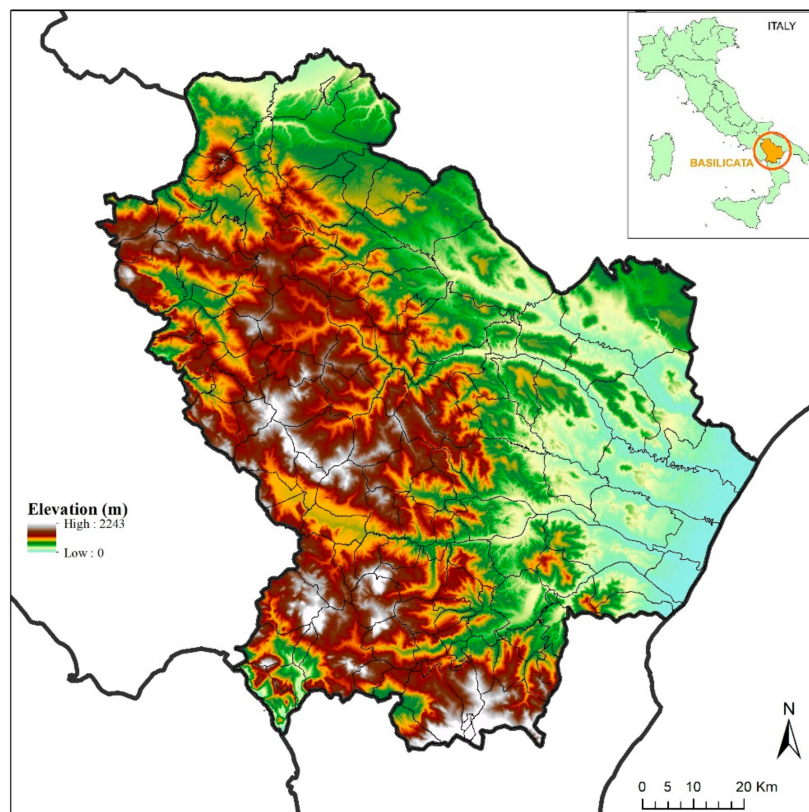 ITALY
BASILICATA
Elevation (m)
High : 2243
Low : 0
N
0 5 10 20 Km